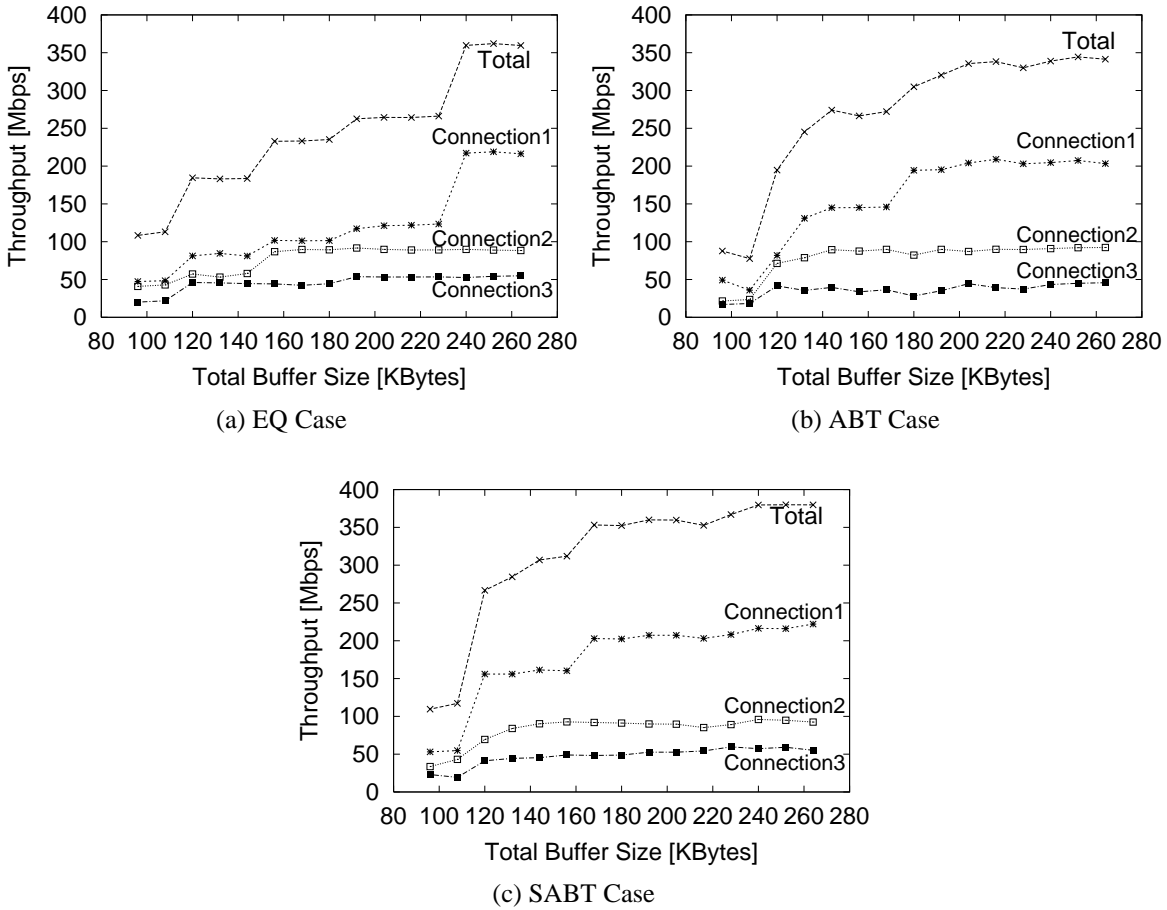 400
350
300
250
200
150
100
50
0
Throughput [Mbps]
Total
Connection1
Connection2
Connection3
80 100 120 140 160 180 200 220 240 260 280
Total Buffer Size [KBytes]
(a) EQ Case
400
350
300
250
200
150
100
50
0
Throughput [Mbps]
Total
Connection1
Connection2
Connection3
80 100 120 140 160 180 200 220 240 260 280
Total Buffer Size [KBytes]
(b) ABT Case
400
350
300
250
200
150
100
50
0
Throughput [Mbps]
Total
Connection1
Connection2
Connection3
80 100 120 140 160 180 200 220 240 260 280
Total Buffer Size [KBytes]
(c) SABT Case